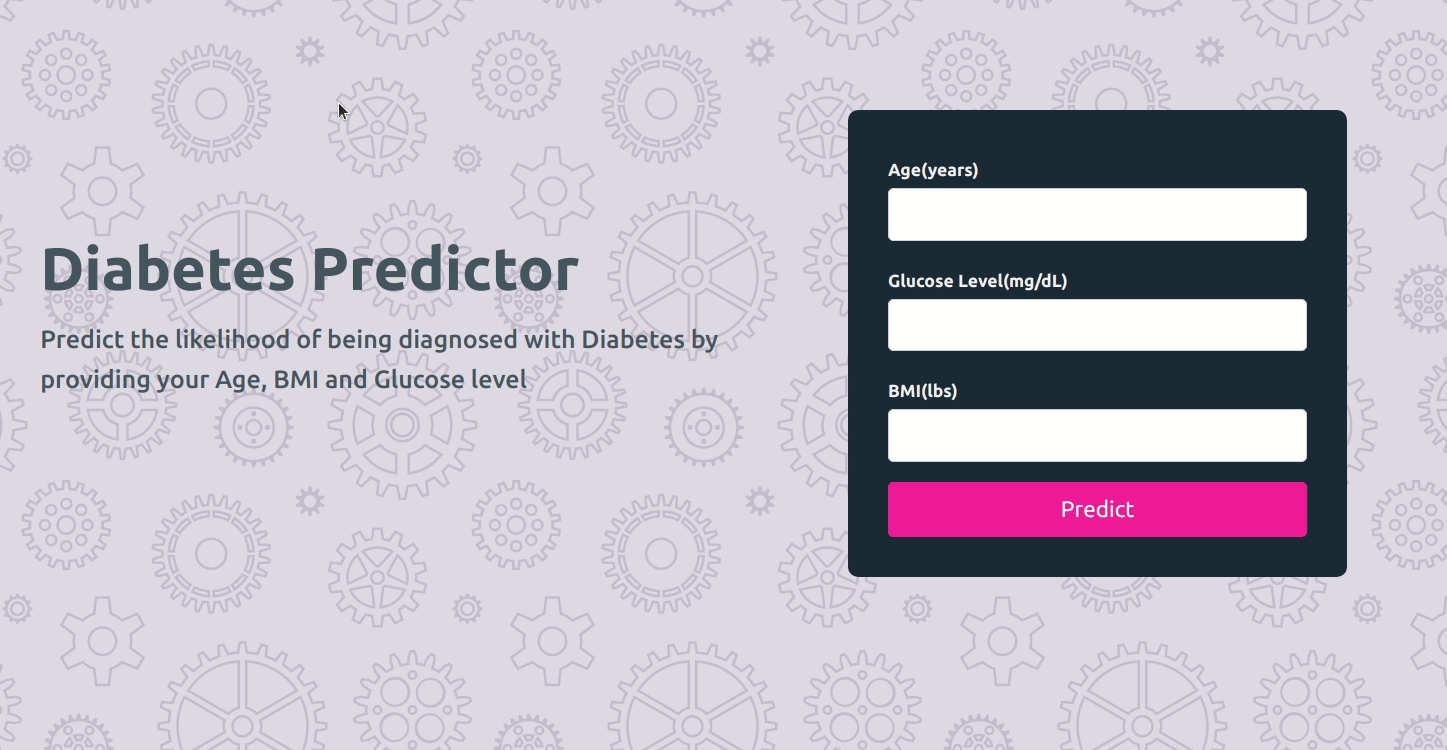 Diabetes Predictor
Predict the likelihood of being diagnosed with Diabetes by
providing your Age, BMI and Glucose level
Age(years)
Glucose Level(mg/dL)
BMI(lbs)
Predict